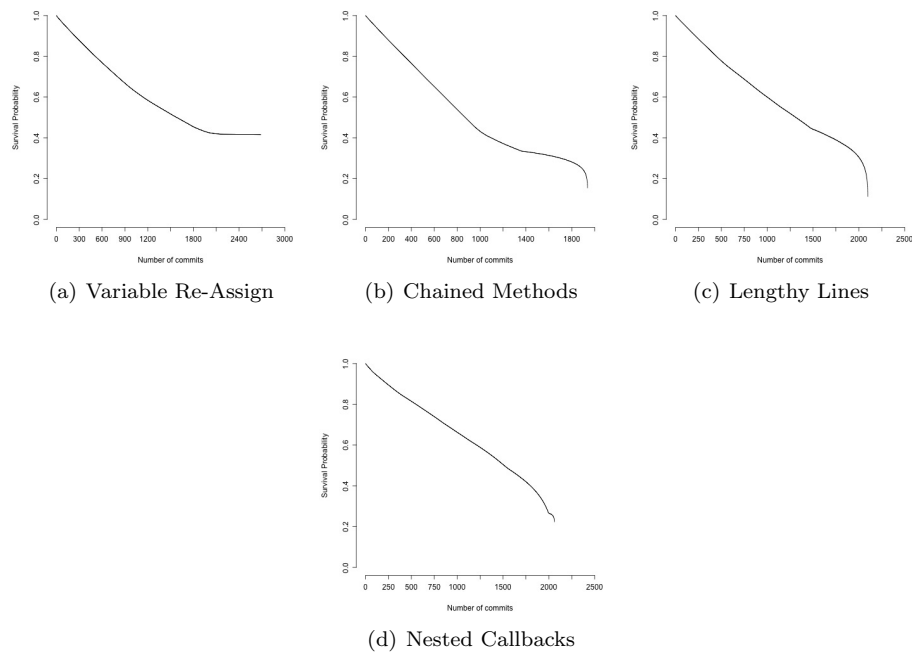 Survival Probability
1.0
0.8
0.6
0.4
0.2
0.0
0 300 600 900 1200 1800 2400 3000
Number of commits
(a) Variable Re-Assign
Survival Probability
1.0
0.8
0.6
0.4
0.2
0.0
0 200 400 600 1000 1400 1800
Number of commits
(b) Chained Methods
Survival Probability
1.0
0.8
0.6
0.4
0.2
0.0
0 250 500 750 1000 1500 2000 2500
Number of commits
(c) Lengthy Lines
Survival Probability
1.0
0.8
0.6
0.4
0.2
0.0
0 250 500 750 1000 1500 2000 2500
Number of commits
(d) Nested Callbacks